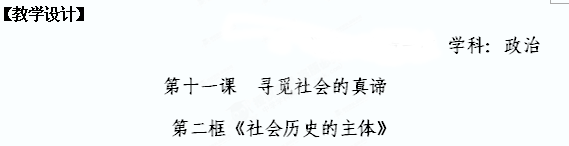 【教学设计】
学科：政治
第十一课　寻觅社会的真谛
第二框《社会历史的主体》